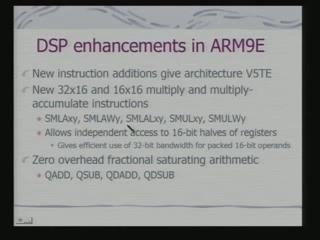 DSP enhancements in ARM9E
New instruction additions give architecture V5TE
New 32x16 and 16x16 multiply and multiply-
accumulate instructions
SMLAxy, SMLAWy, SMLALxy, SMULxy, SMULWy
Allows independent access to 16-bit halves of registers
Gives efficient use of 32-bit bandwidth for packed 16-bit operands
Zero overhead fractional saturating arithmetic
QADD, QSUB, QDADD, QDSUB